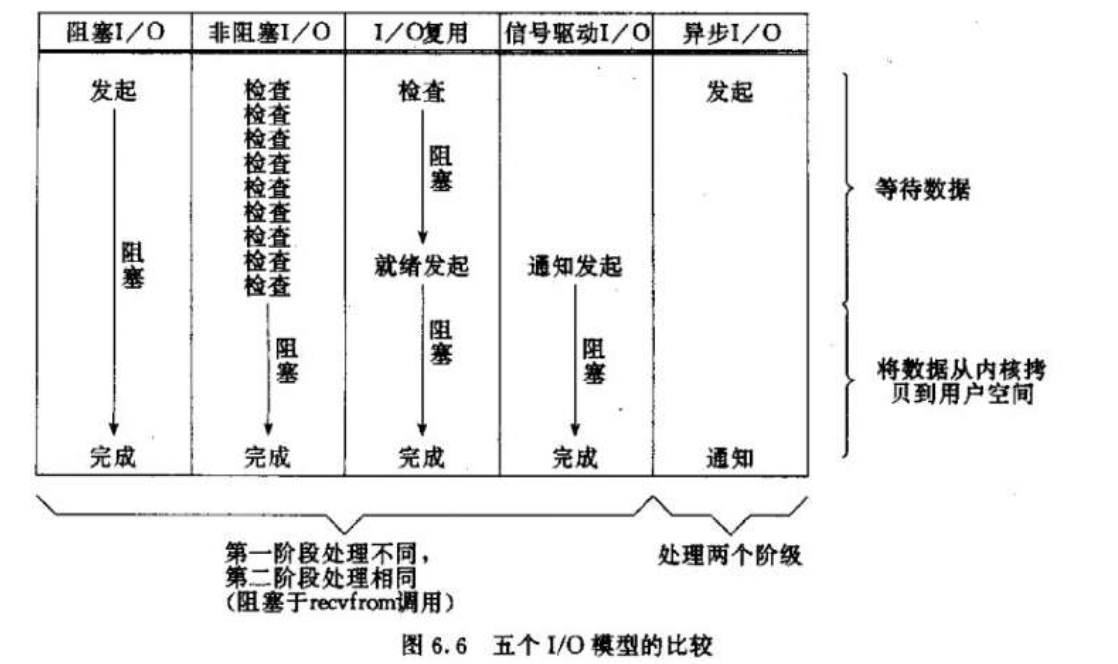 阻塞I/O 非阻塞I/O I/O复用 信号驱动I/O 异步I/O
发起 检查 检查 发起
检查
检查
检查
检查
检查
检查
检查
检查
阻塞
等待数据
阻塞
就绪发起 通知发起
阻塞
阻塞
阻塞
将数据从内核拷
贝到用户空间
完成 完成 完成 完成 通知
第一阶段处理不同，
第二阶段处理相同
(阻塞于recvfrom调用)
处理两个阶级
图 6.6 五个 I/O 模型的比较